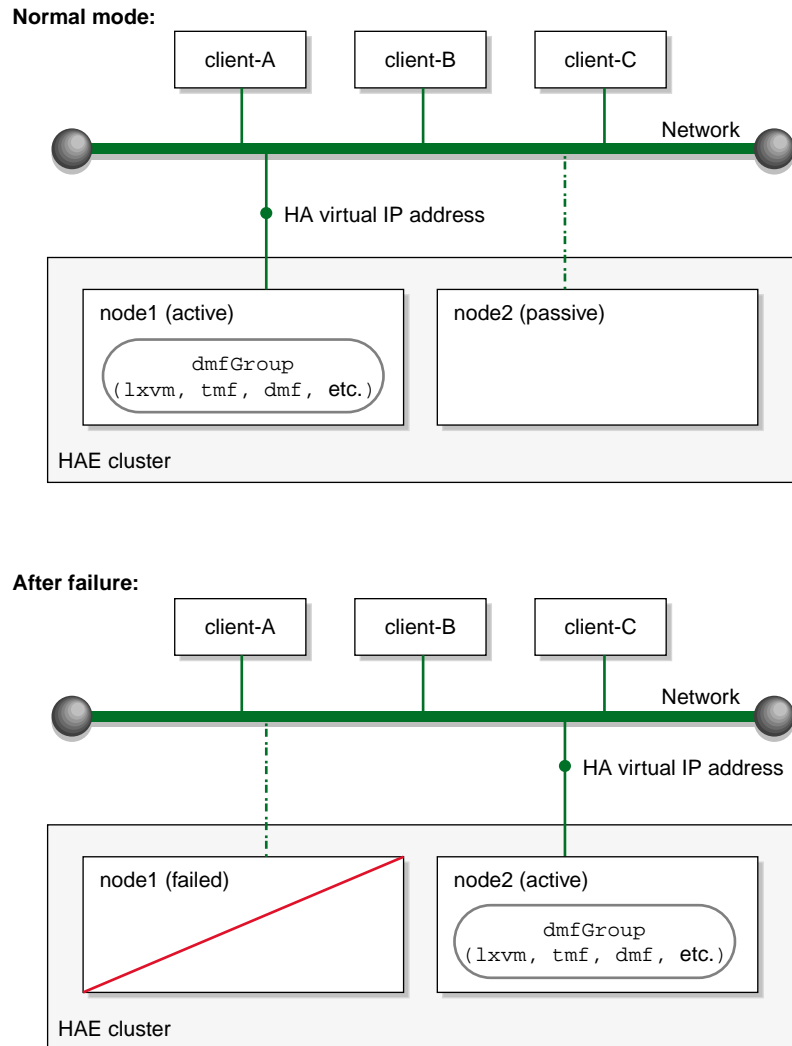 Normal mode:
client-A
client-B
client-C
Network
HA virtual IP address
node1 (active)
dmfGroup
(lxvm, tmf, dmf, etc.)
node2 (passive)
HAE cluster
After failure:
client-A
client-B
client-C
Network
HA virtual IP address
node1 (failed)
node2 (active)
dmfGroup
(lxvm, tmf, dmf, etc.)
HAE cluster